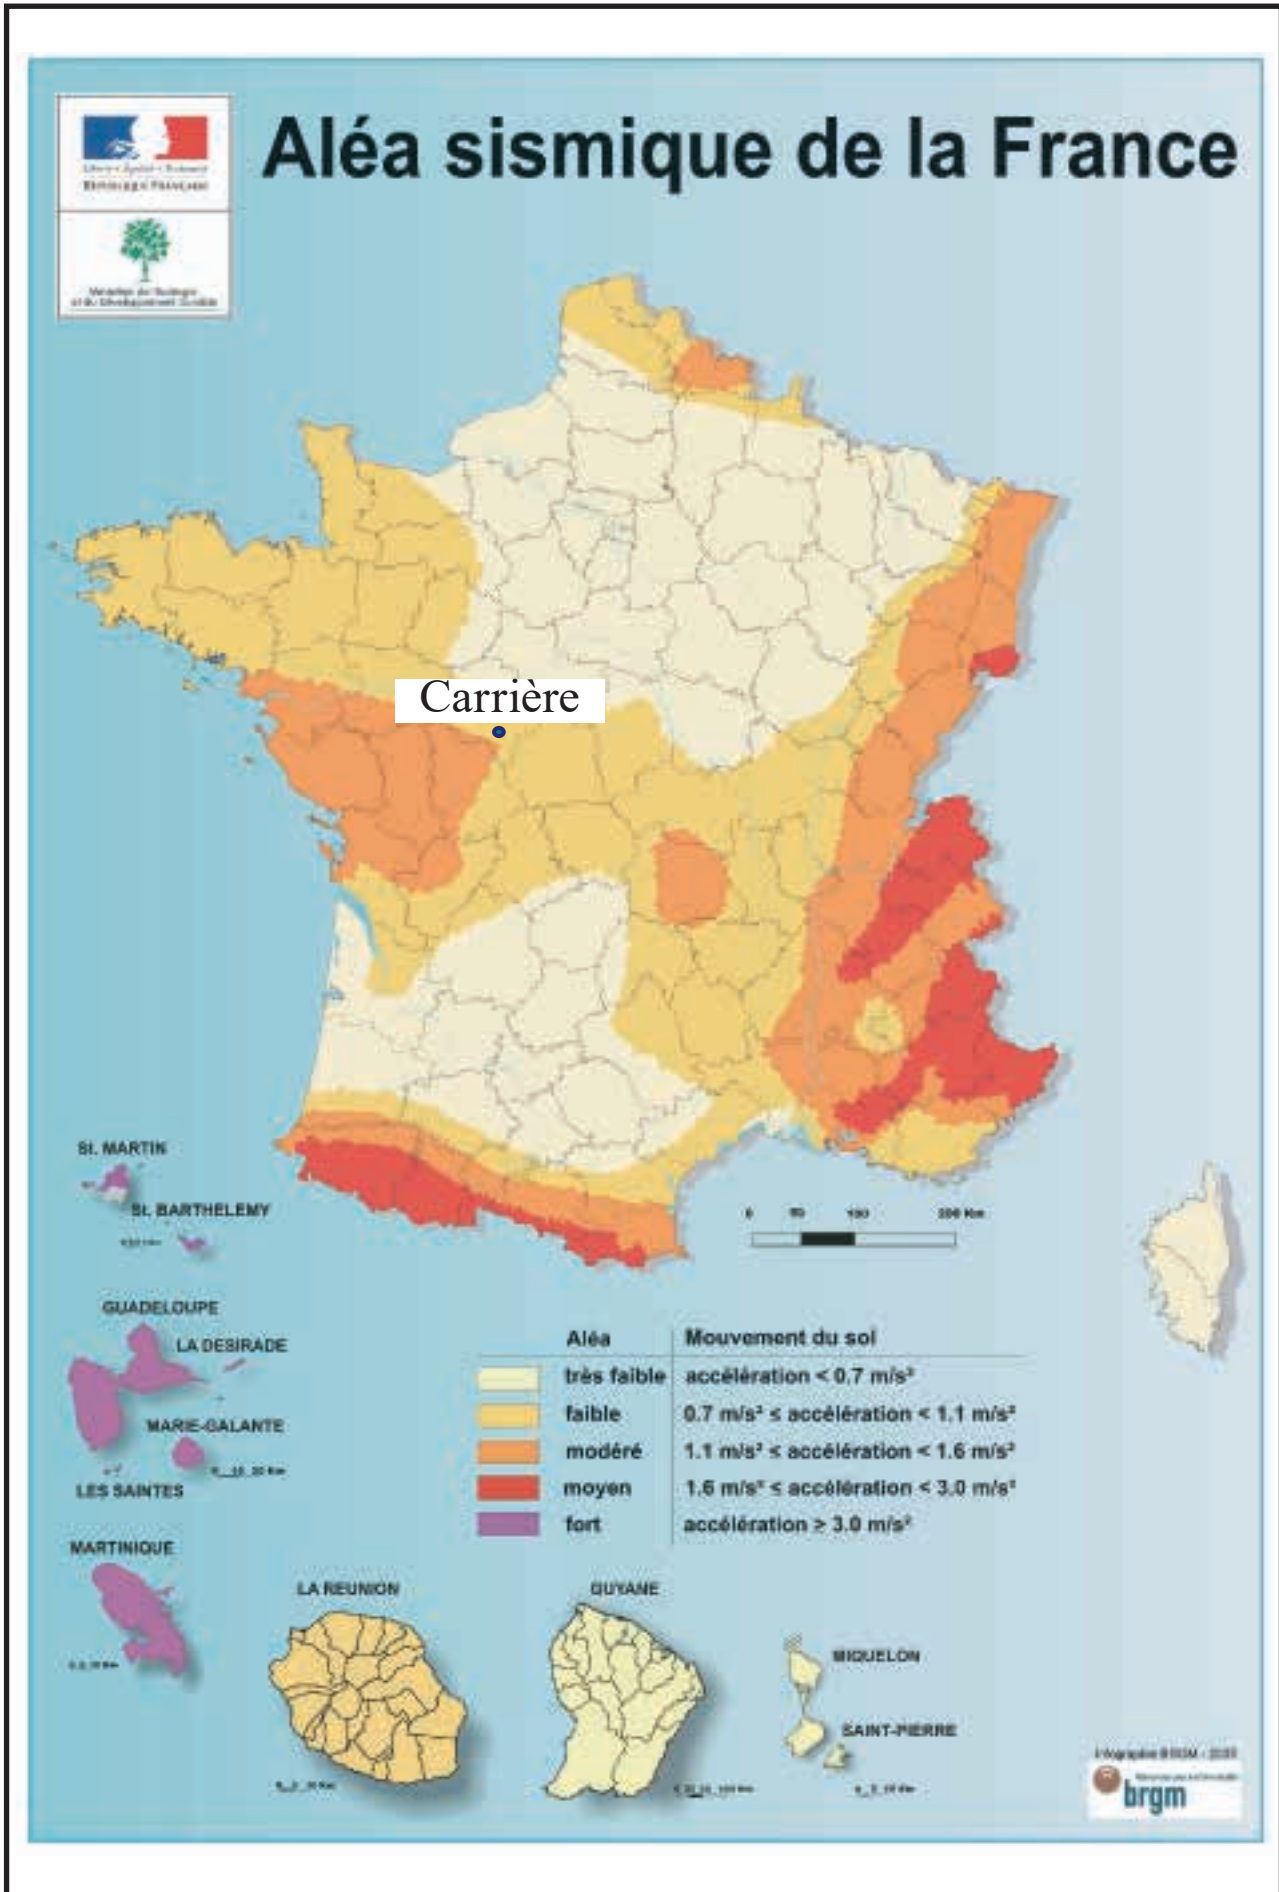 Aléa sismique de la France
RÉPUBLIQUE FRANÇAISE
Carrière
St. MARTIN
St. BARTHELEMY
GUADELOUPE
LA DESIRADE
MARIE-GALANTE
LES SAINTES
MARTINIQUE
0 50 100 200 Km
Aléa Mouvement du sol
très faible accélération < 0.7 m/s²
faible 0.7 m/s² ≤ accélération < 1.1 m/s²
modéré 1.1 m/s² ≤ accélération < 1.6 m/s²
moyen 1.6 m/s² ≤ accélération < 3.0 m/s²
fort accélération ≥ 3.0 m/s²
LA REUNION
GUYANE
MIQUELON
SAINT-PIERRE
brgm